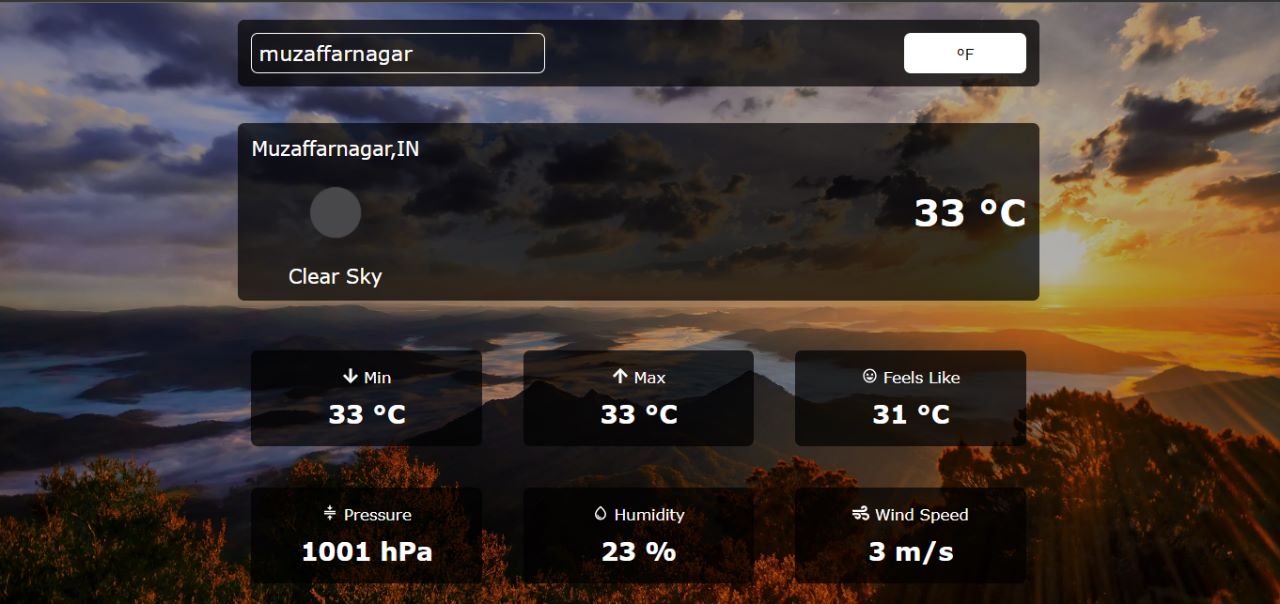 muzaffarnagar
°F
Muzaffarnagar,IN
33 °C
Clear Sky
Min
33 °C
Max
33 °C
Feels Like
31 °C
Pressure
1001 hPa
Humidity
23 %
Wind Speed
3 m/s